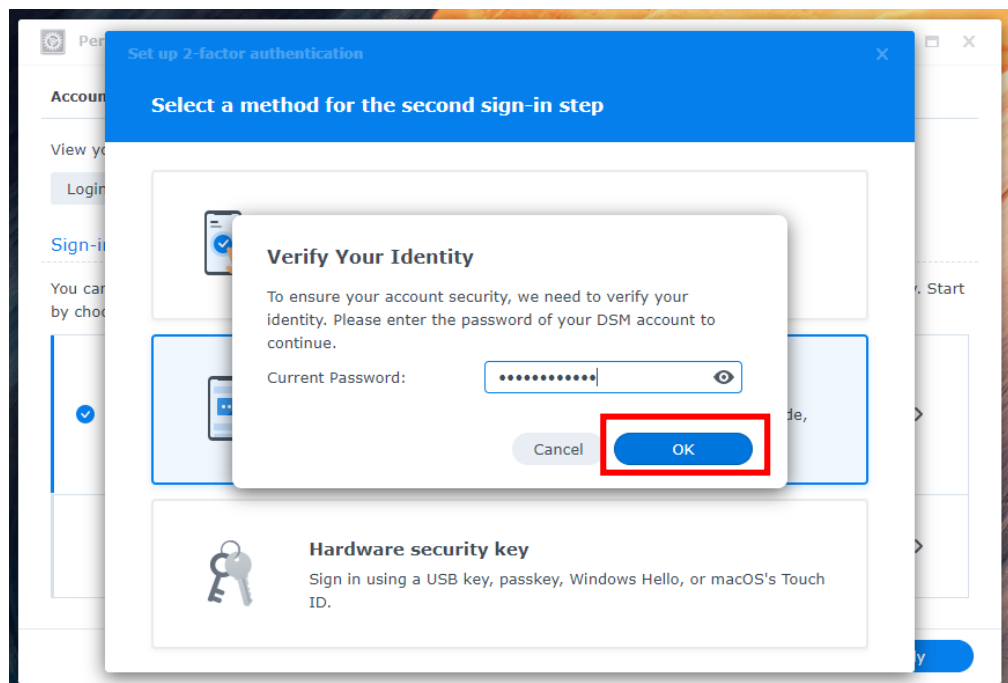 Per
Set up 2-factor authentication
Accoun
Select a method for the second sign-in step
View yo
Login
Sign-i
You car
by choo
. Start
Verify Your Identity
To ensure your account security, we need to verify your
identity. Please enter the password of your DSM account to
continue.
Current Password: ••••••••••••
de,
Cancel OK
Hardware security key
Sign in using a USB key, passkey, Windows Hello, or macOS's Touch
ID.
ly